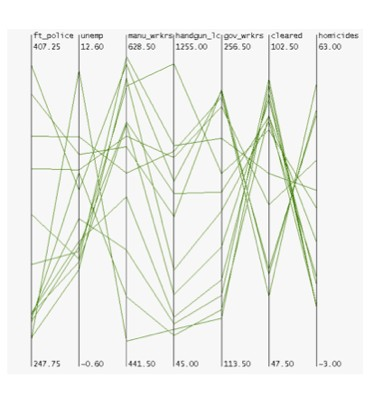 ft_police unemp manu_wrkrs handgun_lc gov_wrkrs cleared homicides
407.25 12.60 628.50 1255.00 256.50 102.50 63.00
247.75 -0.60 441.50 45.00 113.50 47.50 -3.00